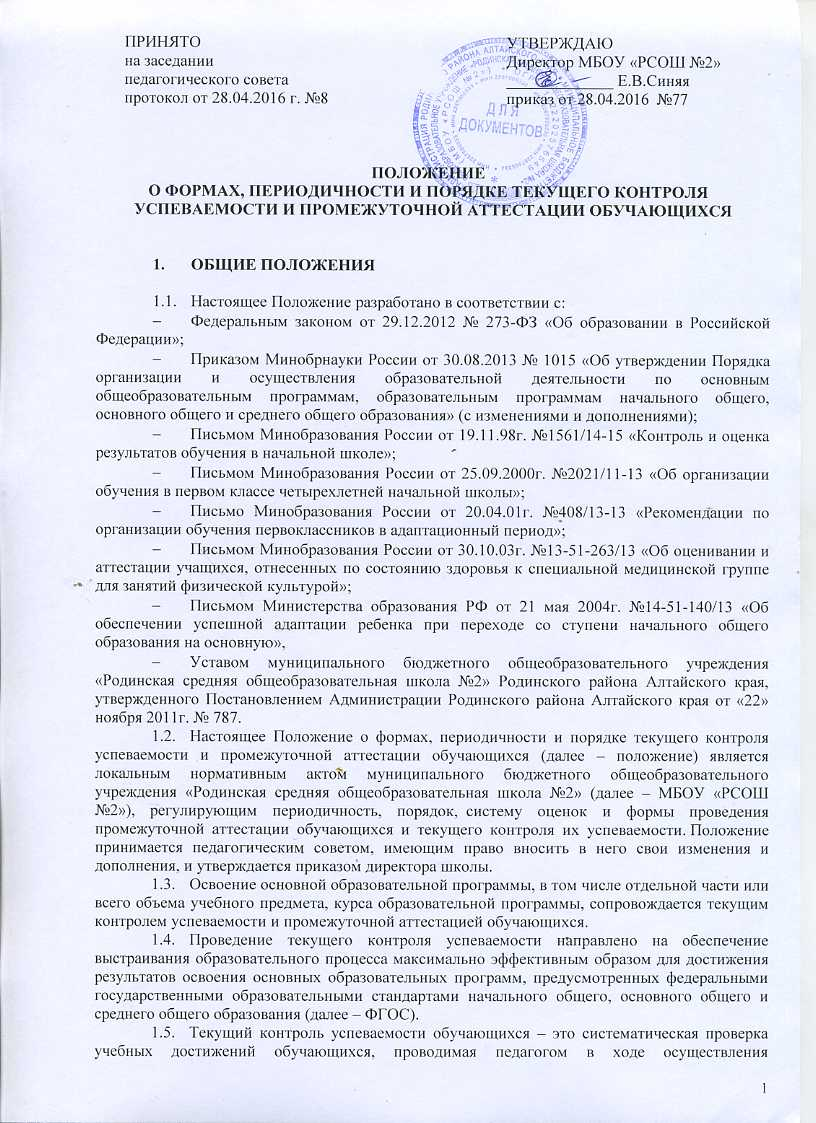 ПРИНЯТО
на заседании
педагогического совета
протокол от 28.04.2016 г. №8
УТВЕРЖДАЮ
Директор МБОУ «РСОШ №2»
Е.В.Синяя
приказ от 28.04.2016 №77
ДЛЯ
ДОКУМЕНТОВ
ПОЛОЖЕНИЕ
О ФОРМАХ, ПЕРИОДИЧНОСТИ И ПОРЯДКЕ ТЕКУЩЕГО КОНТРОЛЯ
УСПЕВАЕМОСТИ И ПРОМЕЖУТОЧНОЙ АТТЕСТАЦИИ ОБУЧАЮЩИХСЯ
1. ОБЩИЕ ПОЛОЖЕНИЯ
1.1. Настоящее Положение разработано в соответствии с:
– Федеральным законом от 29.12.2012 № 273-ФЗ «Об образовании в Российской
Федерации»;
– Приказом Минобрнауки России от 30.08.2013 № 1015 «Об утверждении Порядка
организации и осуществления образовательной деятельности по основным
общеобразовательным программам, образовательным программам начального общего,
основного общего и среднего общего образования» (с изменениями и дополнениями);
– Письмом Минобразования России от 19.11.98г. №1561/14-15 «Контроль и оценка
результатов обучения в начальной школе»;
– Письмом Минобразования России от 25.09.2000г. №2021/11-13 «Об организации
обучения в первом классе четырехлетней начальной школы»;
– Письмо Минобразования России от 20.04.01г. №408/13-13 «Рекомендации по
организации обучения первоклассников в адаптационный период»;
– Письмом Минобразования России от 30.10.03г. №13-51-263/13 «Об оценивании и
аттестации учащихся, отнесенных по состоянию здоровья к специальной медицинской группе
для занятий физической культурой»;
– Письмом Министерства образования РФ от 21 мая 2004г. №14-51-140/13 «Об
обеспечении успешной адаптации ребенка при переходе со ступени начального общего
образования на основную»,
– Уставом муниципального бюджетного общеобразовательного учреждения
«Родинская средняя общеобразовательная школа №2» Родинского района Алтайского края,
утвержденного Постановлением Администрации Родинского района Алтайского края от «22»
ноября 2011г. № 787.
1.2. Настоящее Положение о формах, периодичности и порядке текущего контроля
успеваемости и промежуточной аттестации обучающихся (далее – положение) является
локальным нормативным актом муниципального бюджетного общеобразовательного
учреждения «Родинская средняя общеобразовательная школа №2» (далее – МБОУ «РСОШ
№2»), регулирующим периодичность, порядок, систему оценок и формы проведения
промежуточной аттестации обучающихся и текущего контроля их успеваемости. Положение
принимается педагогическим советом, имеющим право вносить в него свои изменения и
дополнения, и утверждается приказом директора школы.
1.3. Освоение основной образовательной программы, в том числе отдельной части или
всего объема учебного предмета, курса образовательной программы, сопровождается текущим
контролем успеваемости и промежуточной аттестацией обучающихся.
1.4. Проведение текущего контроля успеваемости направлено на обеспечение
выстраивания образовательного процесса максимально эффективным образом для достижения
результатов освоения основных образовательных программ, предусмотренных федеральными
государственными образовательными стандартами начального общего, основного общего и
среднего общего образования (далее – ФГОС).
1.5. Текущий контроль успеваемости обучающихся – это систематическая проверка
учебных достижений обучающихся, проводимая педагогом в ходе осуществления
1